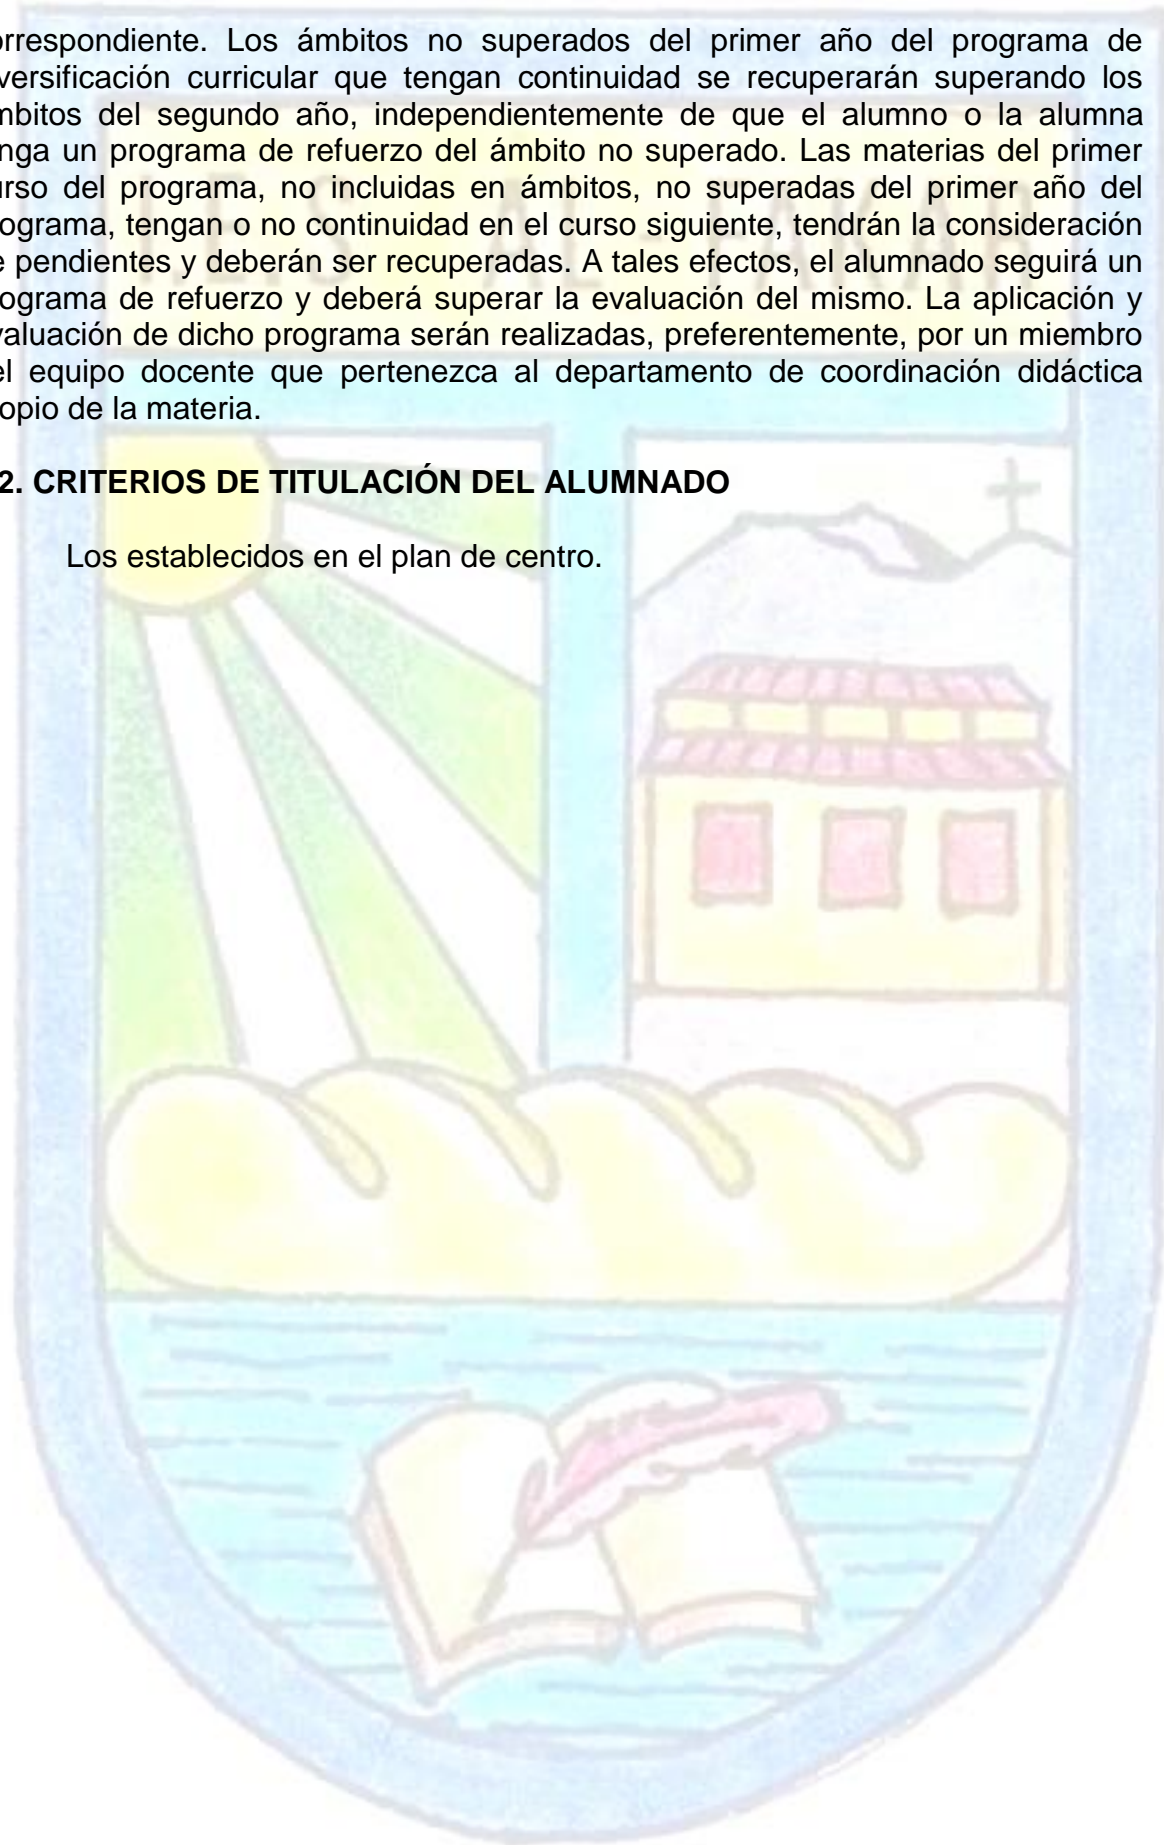 orrespondiente. Los ámbitos no superados del primer año del programa de
versificación curricular que tengan continuidad se recuperarán superando los
mbitos del segundo año, independientemente de que el alumno o la alumna
nga un programa de refuerzo del ámbito no superado. Las materias del primer
urso del programa, no incluidas en ámbitos, no superadas del primer año del
ograma, tengan o no continuidad en el curso siguiente, tendrán la consideración
e pendientes y deberán ser recuperadas. A tales efectos, el alumnado seguirá un
ograma de refuerzo y deberá superar la evaluación del mismo. La aplicación y
valuación de dicho programa serán realizadas, preferentemente, por un miembro
el equipo docente que pertenezca al departamento de coordinación didáctica
opio de la materia.
I.E.S AL-FAKAR
2. CRITERIOS DE TITULACIÓN DEL ALUMNADO
Los establecidos en el plan de centro.